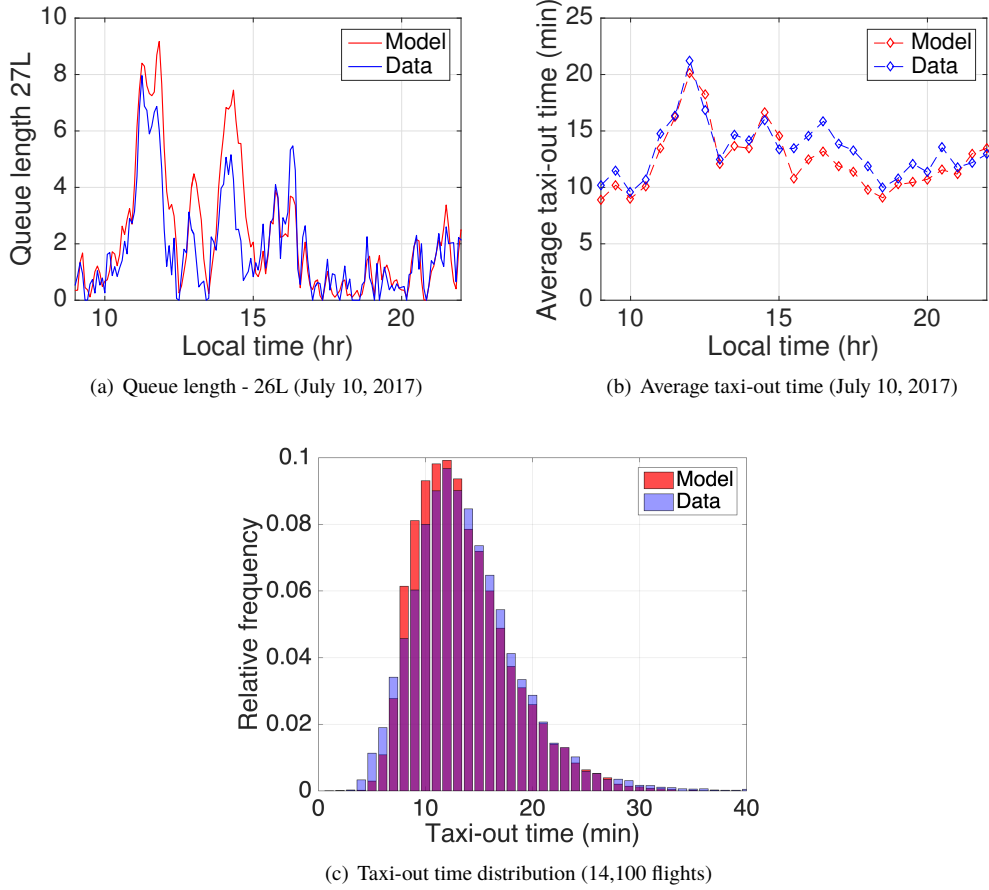 10
8
6
4
2
0
Queue length 27L
Model
Data
10
15
20
Local time (hr)
(a) Queue length - 26L (July 10, 2017)
25
20
15
10
5
0
Average taxi-out time (min)
Model
Data
10
15
20
Local time (hr)
(b) Average taxi-out time (July 10, 2017)
0.1
0.08
0.06
0.04
0.02
0
Relative frequency
Model
Data
0
10
20
30
40
Taxi-out time (min)
(c) Taxi-out time distribution (14,100 flights)